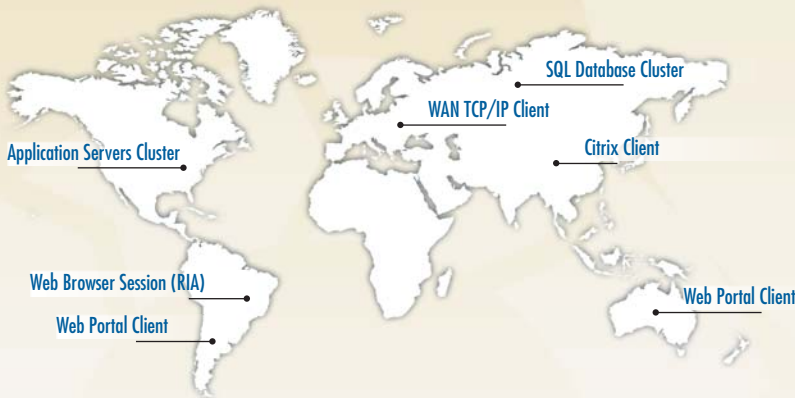 SQL Database Cluster
WAN TCP/IP Client
Application Servers Cluster
Citrix Client
Web Browser Session (RIA)
Web Portal Client
Web Portal Client